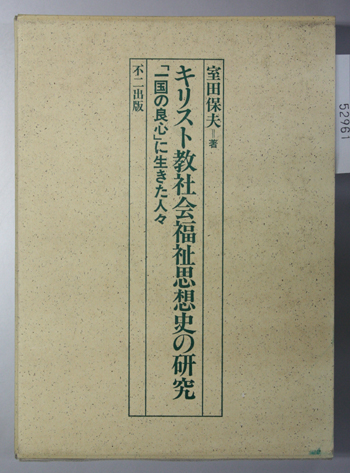 室田保夫=著
キリスト教社会福祉思想史の研究
「一国の良心」に生きた人々
不二出版
52961